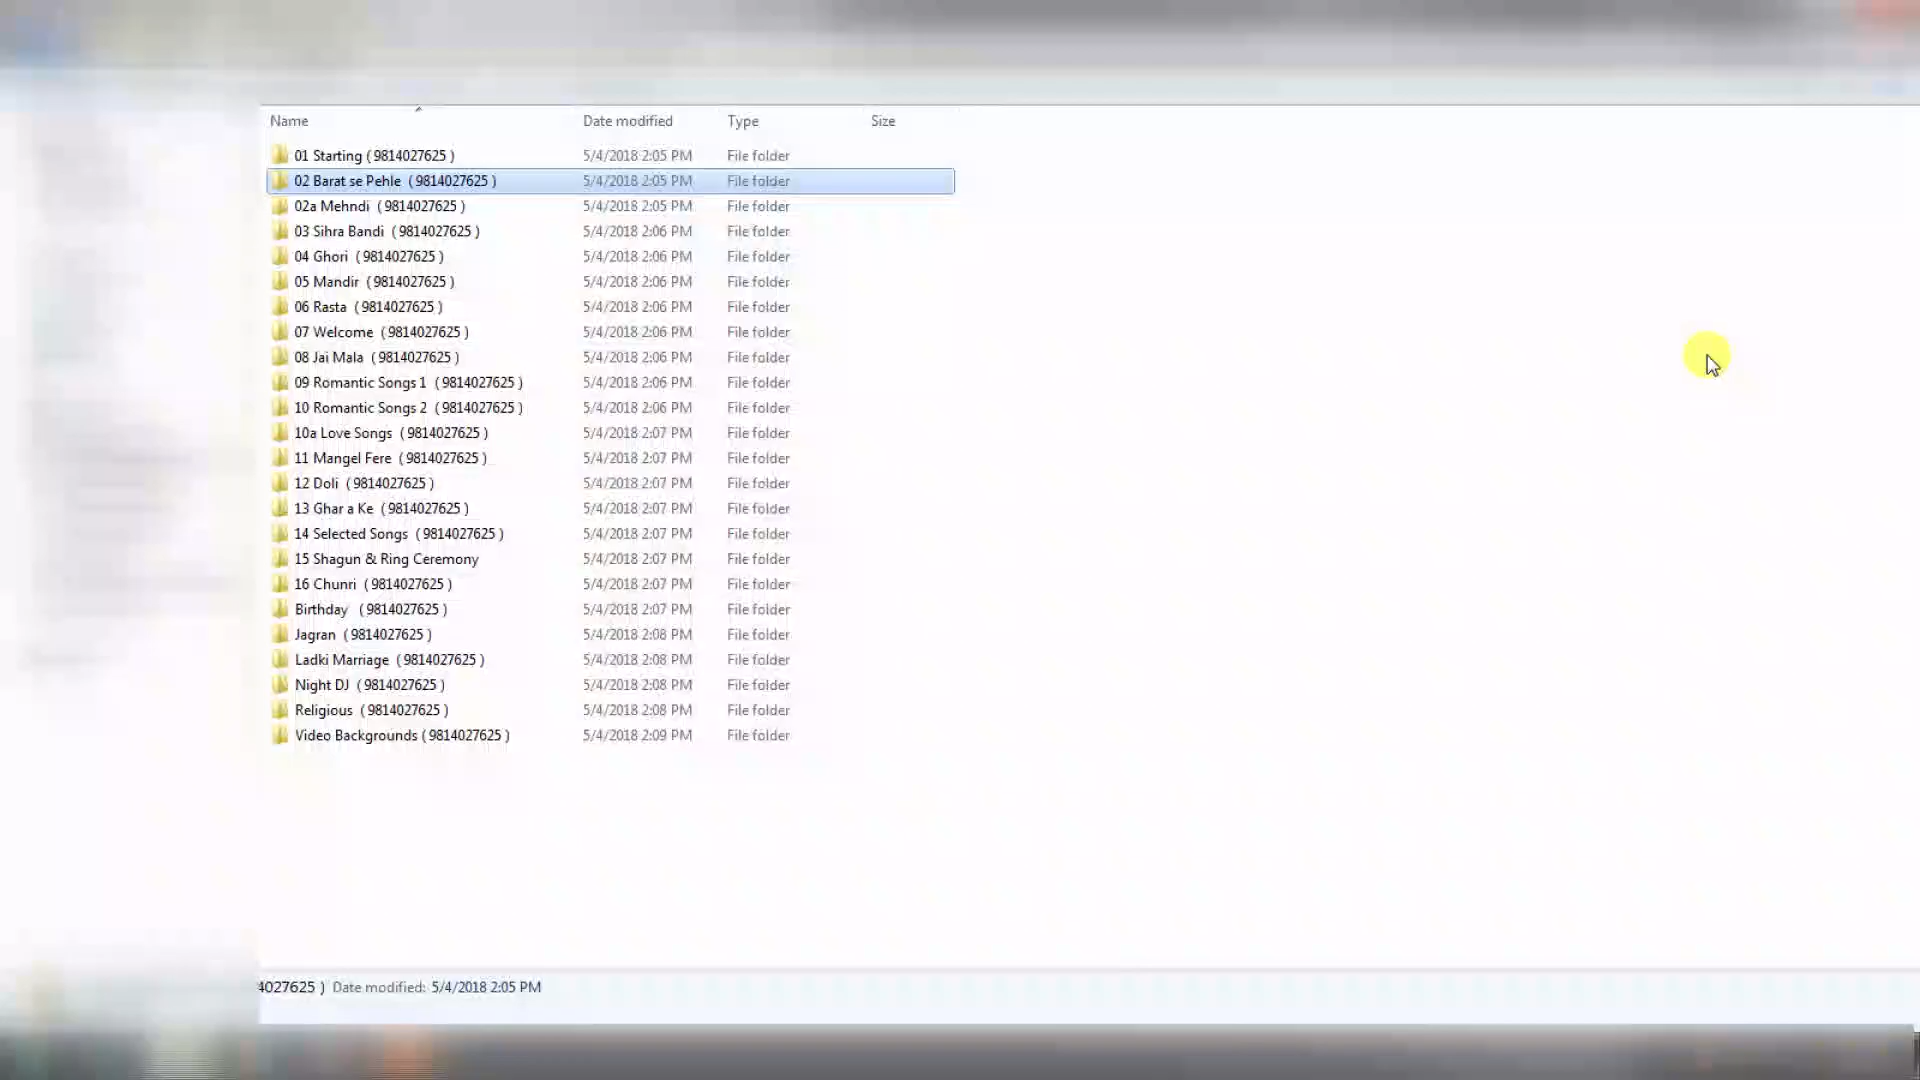 Name Date modified Type Size
01 Starting ( 9814027625 ) 5/4/2018 2:05 PM File folder
02 Barat se Pehle ( 9814027625 ) 5/4/2018 2:05 PM File folder
02a Mehndi ( 9814027625 ) 5/4/2018 2:05 PM File folder
03 Sihra Bandi ( 9814027625 ) 5/4/2018 2:06 PM File folder
04 Ghori ( 9814027625 ) 5/4/2018 2:06 PM File folder
05 Mandir ( 9814027625 ) 5/4/2018 2:06 PM File folder
06 Rasta ( 9814027625 ) 5/4/2018 2:06 PM File folder
07 Welcome ( 9814027625 ) 5/4/2018 2:06 PM File folder
08 Jai Mala ( 9814027625 ) 5/4/2018 2:06 PM File folder
09 Romantic Songs 1 ( 9814027625 ) 5/4/2018 2:06 PM File folder
10 Romantic Songs 2 ( 9814027625 ) 5/4/2018 2:06 PM File folder
10a Love Songs ( 9814027625 ) 5/4/2018 2:07 PM File folder
11 Mangel Fere ( 9814027625 ) 5/4/2018 2:07 PM File folder
12 Doli ( 9814027625 ) 5/4/2018 2:07 PM File folder
13 Ghar a Ke ( 9814027625 ) 5/4/2018 2:07 PM File folder
14 Selected Songs ( 9814027625 ) 5/4/2018 2:07 PM File folder
15 Shagun & Ring Ceremony 5/4/2018 2:07 PM File folder
16 Chunri ( 9814027625 ) 5/4/2018 2:07 PM File folder
Birthday ( 9814027625 ) 5/4/2018 2:07 PM File folder
Jagran ( 9814027625 ) 5/4/2018 2:08 PM File folder
Ladki Marriage ( 9814027625 ) 5/4/2018 2:08 PM File folder
Night DJ ( 9814027625 ) 5/4/2018 2:08 PM File folder
Religious ( 9814027625 ) 5/4/2018 2:08 PM File folder
Video Backgrounds ( 9814027625 ) 5/4/2018 2:09 PM File folder
4027625 ) Date modified: 5/4/2018 2:05 PM